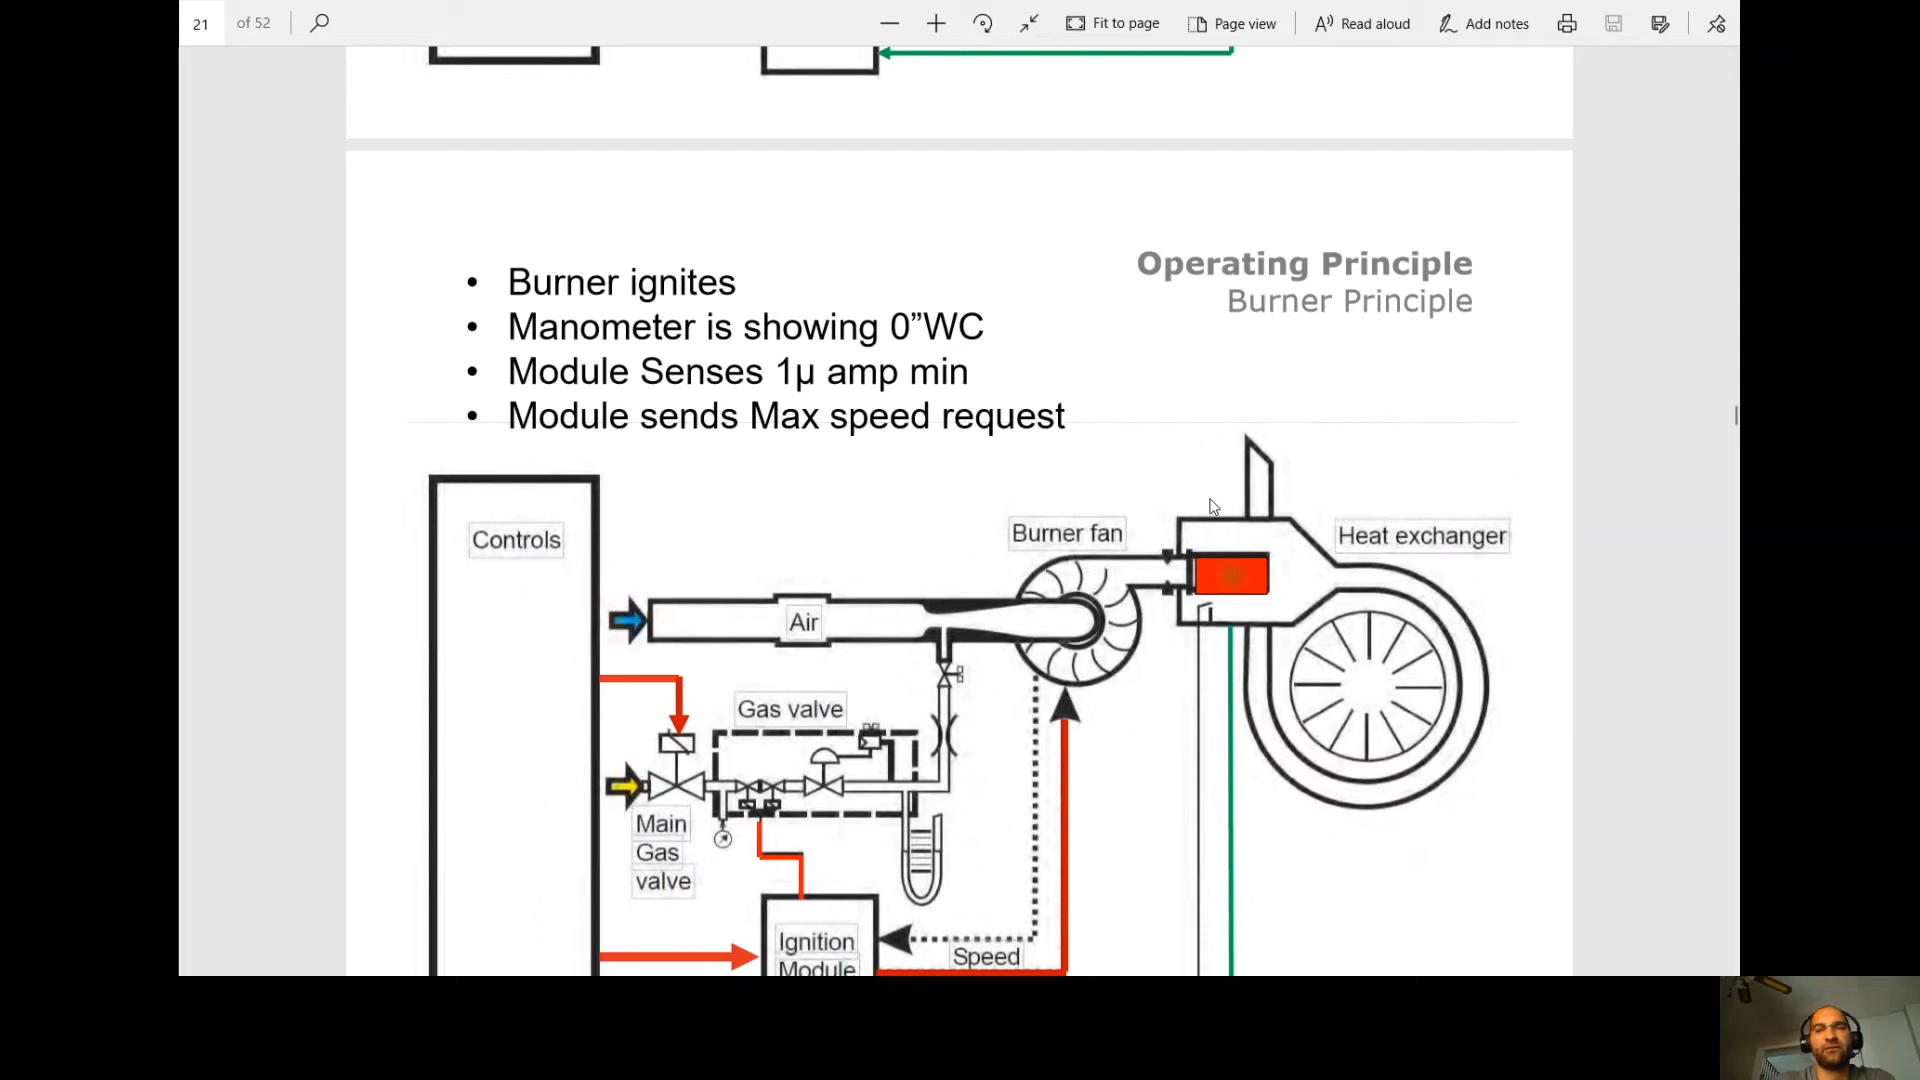 21 of 52 Fit to page Page view Read aloud Add notes
Operating Principle
Burner Principle
• Burner ignites
• Manometer is showing 0”WC
• Module Senses 1µ amp min
• Module sends Max speed request
Controls
Burner fan
Heat exchanger
Air
Gas valve
Main
Gas
valve
Ignition
Module
Speed